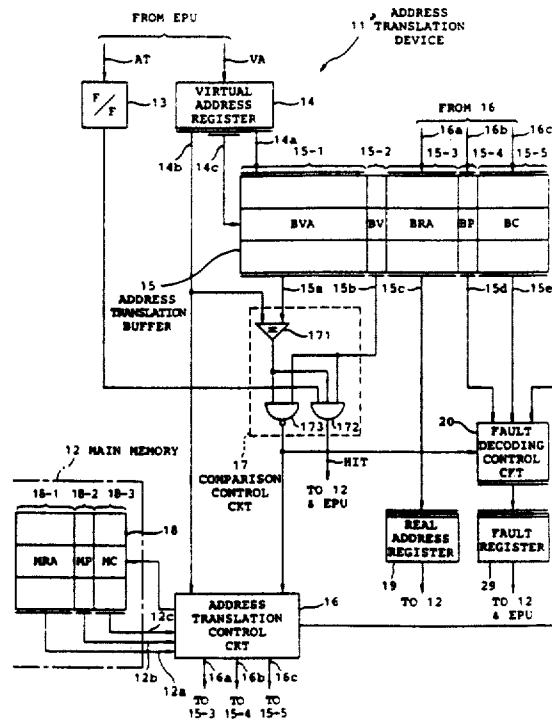 FROM EPU
11
ADDRESS
TRANSLATION
DEVICE
AT
VA
F/F
13
VIRTUAL
ADDRESS
REGISTER
14
FROM 16
16a
16b
16c
14b
14c
14a
15-1
15-2
15-3
15-4
15-5
BVA
BV
BRA
BP
BC
15
ADDRESS
TRANSLATION
BUFFER
15a
15b
15c
15d
15e
=
171
173
172
17
COMPARISON
CONTROL
CKT
HIT
TO 12
& EPU
20
FAULT
DECODING
CONTROL
CFT
12 MAIN MEMORY
18-1
18-2
18-3
18
MRA
MP
MC
REAL
ADDRESS
REGISTER
19
TO 12
FAULT
REGISTER
29
TO 12
& EPU
ADDRESS
TRANSLATION
CONTROL
CKT
16
12c
12b
12a
16a
16b
16c
TO
15-3
TO
15-4
TO
15-5